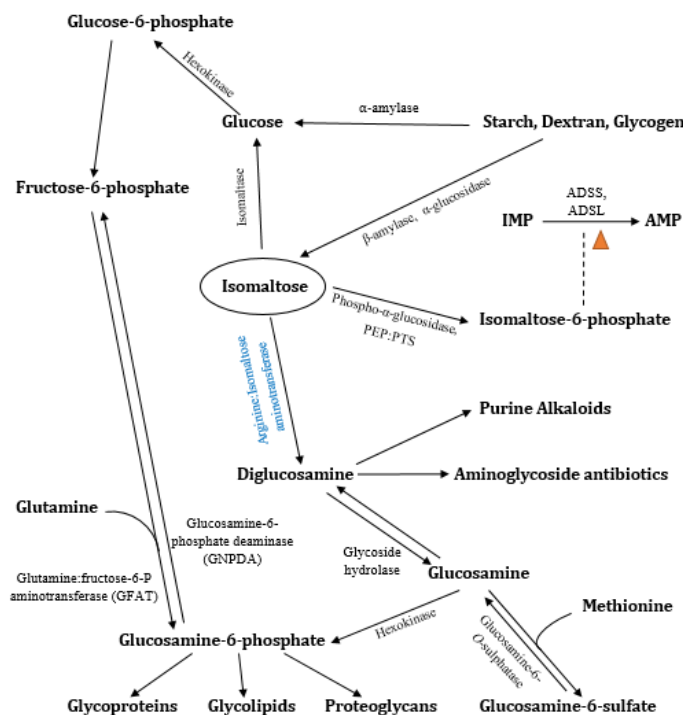 Glucose-6-phosphate
Hexokinase
α-amylase
Glucose
Starch, Dextran, Glycogen
Fructose-6-phosphate
Isomaltase
β-amylase, α-glucosidase
ADSS,
ADSL
IMP
AMP
Isomaltose
Phospho-α-glucosidase,
PEP:PTS
Isomaltose-6-phosphate
Arginine:Isomaltose
aminotransferase
Purine Alkaloids
Diglucosamine
Aminoglycoside antibiotics
Glutamine
Glucosamine-6-
phosphate deaminase
(GNPDA)
Glycoside
hydrolase
Glutamine:fructose-6-P
aminotransferase (GFAT)
Glucosamine
Methionine
Hexokinase
Glucosamine-6-
O-sulphatase
Glucosamine-6-phosphate
Glycoproteins
Glycolipids
Proteoglycans
Glucosamine-6-sulfate